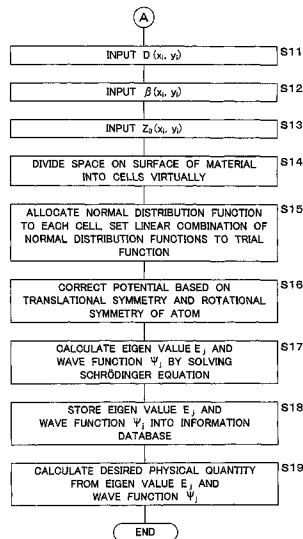 A
INPUT D (xi, yi)
S11
INPUT β (xi, yi)
S12
INPUT Z0 (xi, yi)
S13
DIVIDE SPACE ON SURFACE OF MATERIAL
INTO CELLS VIRTUALLY
S14
ALLOCATE NORMAL DISTRIBUTION FUNCTION
TO EACH CELL, SET LINEAR COMBINATION OF
NORMAL DISTRIBUTION FUNCTIONS TO TRIAL
FUNCTION
S15
CORRECT POTENTIAL BASED ON
TRANSLATIONAL SYMMETRY AND ROTATIONAL
SYMMETRY OF ATOM
S16
CALCULATE EIGEN VALUE Ej AND
WAVE FUNCTION Ψj BY SOLVING
SCHRÖDINGER EQUATION
S17
STORE EIGEN VALUE Ej AND
WAVE FUNCTION Ψj INTO INFORMATION
DATABASE
S18
CALCULATE DESIRED PHYSICAL QUANTITY
FROM EIGEN VALUE Ej AND
WAVE FUNCTION Ψj
S19
END